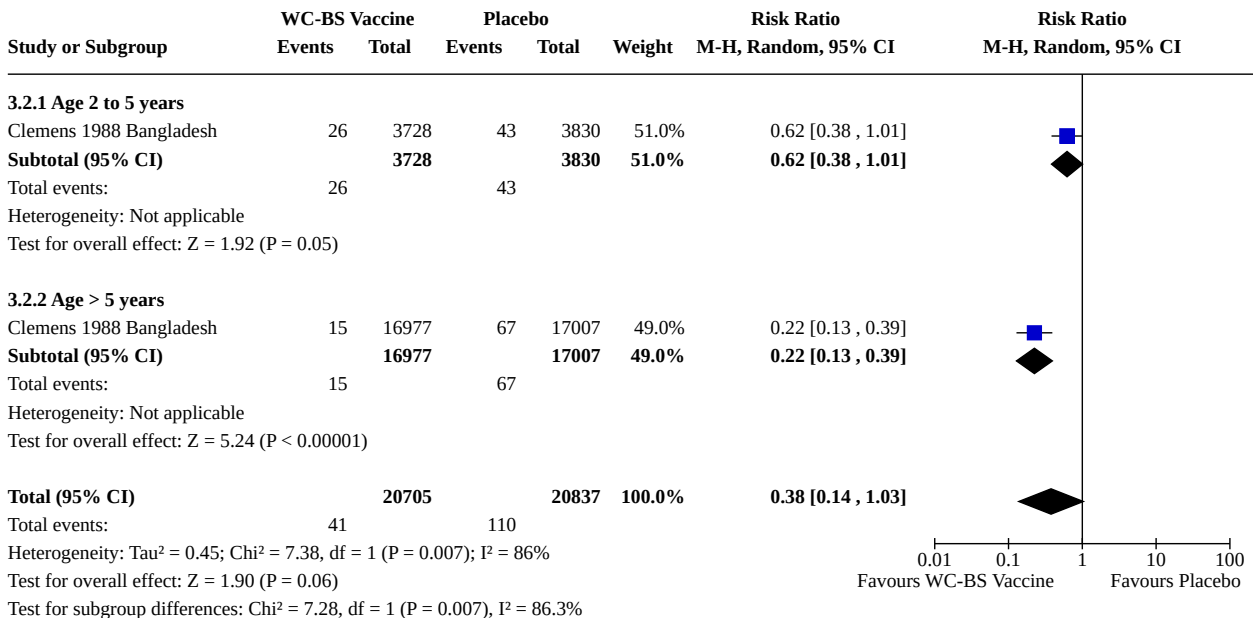 WC-BS Vaccine Placebo Risk Ratio Risk Ratio
Study or Subgroup Events Total Events Total Weight M-H, Random, 95% CI M-H, Random, 95% CI
3.2.1 Age 2 to 5 years
Clemens 1988 Bangladesh 26 3728 43 3830 51.0% 0.62 [0.38 , 1.01]
Subtotal (95% CI) 3728 3830 51.0% 0.62 [0.38 , 1.01]
Total events: 26 43
Heterogeneity: Not applicable
Test for overall effect: Z = 1.92 (P = 0.05)
3.2.2 Age > 5 years
Clemens 1988 Bangladesh 15 16977 67 17007 49.0% 0.22 [0.13 , 0.39]
Subtotal (95% CI) 16977 17007 49.0% 0.22 [0.13 , 0.39]
Total events: 15 67
Heterogeneity: Not applicable
Test for overall effect: Z = 5.24 (P < 0.00001)
Total (95% CI) 20705 20837 100.0% 0.38 [0.14 , 1.03]
Total events: 41 110
Heterogeneity: Tau² = 0.45; Chi² = 7.38, df = 1 (P = 0.007); I² = 86%
0.01 0.1 1 10 100
Test for overall effect: Z = 1.90 (P = 0.06) Favours WC-BS Vaccine Favours Placebo
Test for subgroup differences: Chi² = 7.28, df = 1 (P = 0.007), I² = 86.3%